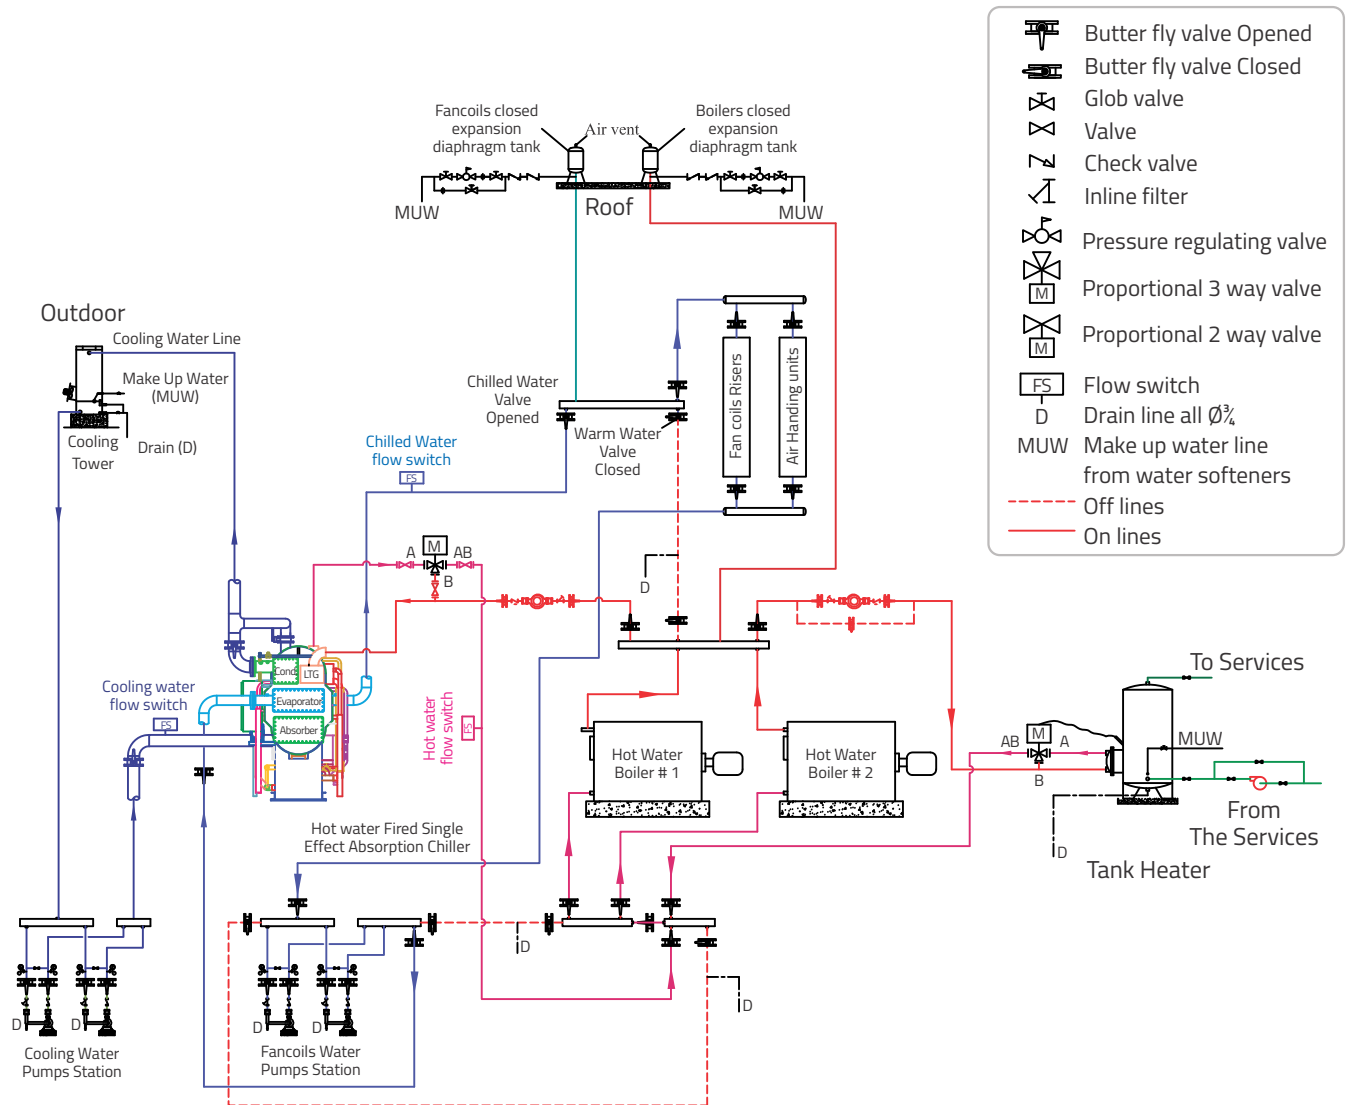 Butter fly valve Opened
Butter fly valve Closed
Glob valve
Valve
Check valve
Inline filter
Pressure regulating valve
M
Proportional 3 way valve
M
Proportional 2 way valve
FS
Flow switch
D
Drain line all Ø¾
MUW
Make up water line
from water softeners
Off lines
On lines
Fancoils closed
expansion
diaphragm tank
Air vent
Boilers closed
expansion
diaphragm tank
MUW
Roof
MUW
Outdoor
Cooling Water Line
Make Up Water
(MUW)
Cooling
Tower
Drain (D)
Chilled Water
Valve
Opened
Warm Water
Valve
Closed
Fan coils Risers
Air Handing units
Chilled Water
flow switch
FS
A
M
AB
B
D
Cooling water
flow switch
FS
Cond
LTG
Evaporator
Absorber
Hot water
flow switch
FS
Hot Water
Boiler # 1
Hot Water
Boiler # 2
To Services
AB
M
A
B
MUW
From
The Services
D
Tank Heater
Hot water Fired Single
Effect Absorption Chiller
D
D
D
D
D
D
Cooling Water
Pumps Station
Fancoils Water
Pumps Station